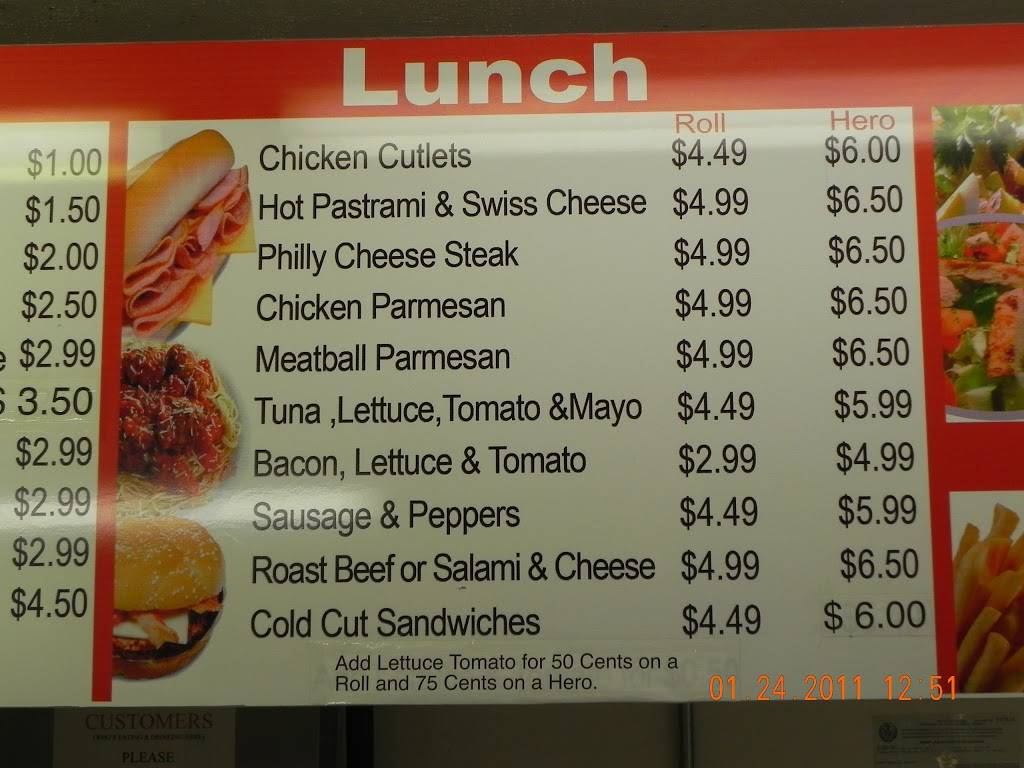 Lunch
Roll Hero
$1.00
$1.50
$2.00
$2.50
e $2.99
$ 3.50
$2.99
$2.99
$2.99
$4.50
Chicken Cutlets $4.49 $6.00
Hot Pastrami & Swiss Cheese $4.99 $6.50
Philly Cheese Steak $4.99 $6.50
Chicken Parmesan $4.99 $6.50
Meatball Parmesan $4.99 $6.50
Tuna ,Lettuce,Tomato &Mayo $4.49 $5.99
Bacon, Lettuce & Tomato $2.99 $4.99
Sausage & Peppers $4.49 $5.99
Roast Beef or Salami & Cheese $4.99 $6.50
Cold Cut Sandwiches $4.49 $ 6.00
Add Lettuce Tomato for 50 Cents on a
Roll and 75 Cents on a Hero.
01.24.2011 12:51
CUSTOMERS
PLEASE